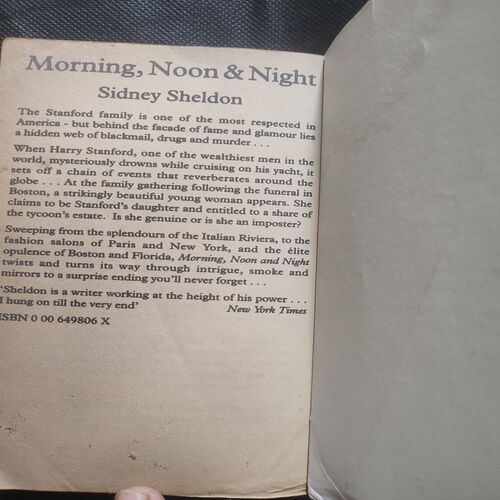 Morning, Noon & Night
Sidney Sheldon
The Stanford family is one of the most respected in
America - but behind the facade of fame and glamour lies
a hidden web of blackmail, drugs and murder . . .
When Harry Stanford, one of the wealthiest men in the
world, mysteriously drowns while cruising on his yacht, it
sets off a chain of events that reverberates around the
globe . . . At the family gathering following the funeral in
Boston, a strikingly beautiful young woman appears. She
claims to be Stanford's daughter and entitled to a share of
the tycoon's estate. Is she genuine or is she an imposter?
Sweeping from the splendours of the Italian Riviera, to the
fashion salons of Paris and New York, and the élite
opulence of Boston and Florida, Morning, Noon and Night
twists and turns its way through intrigue, smoke and
mirrors to a surprise ending you'll never forget . . .
'Sheldon is a writer working at the height of his power . . .
I hung on till the very end' New York Times
ISBN 0 00 649806 X